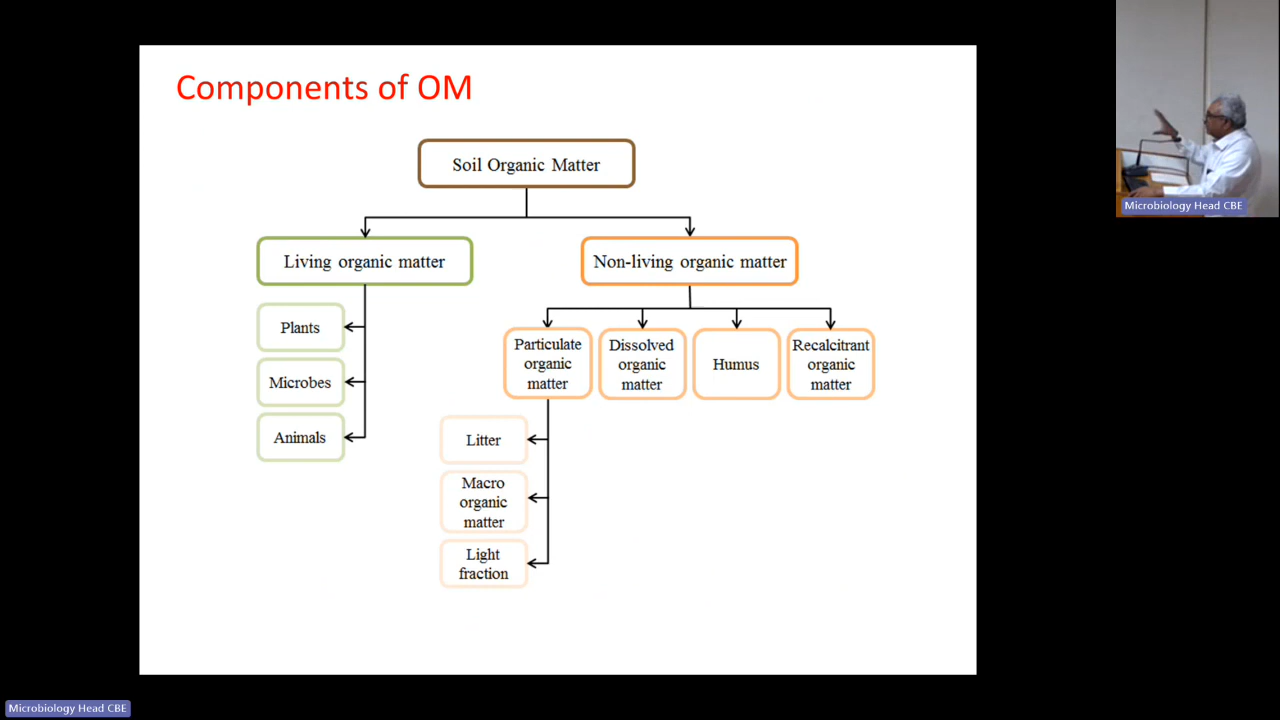 Components of OM
Soil Organic Matter
Living organic matter
Non-living organic matter
Plants
Microbes
Animals
Particulate
organic
matter
Dissolved
organic
matter
Humus
Recalcitrant
organic
matter
Litter
Macro
organic
matter
Light
fraction
Microbiology Head CBE
Microbiology Head CBE